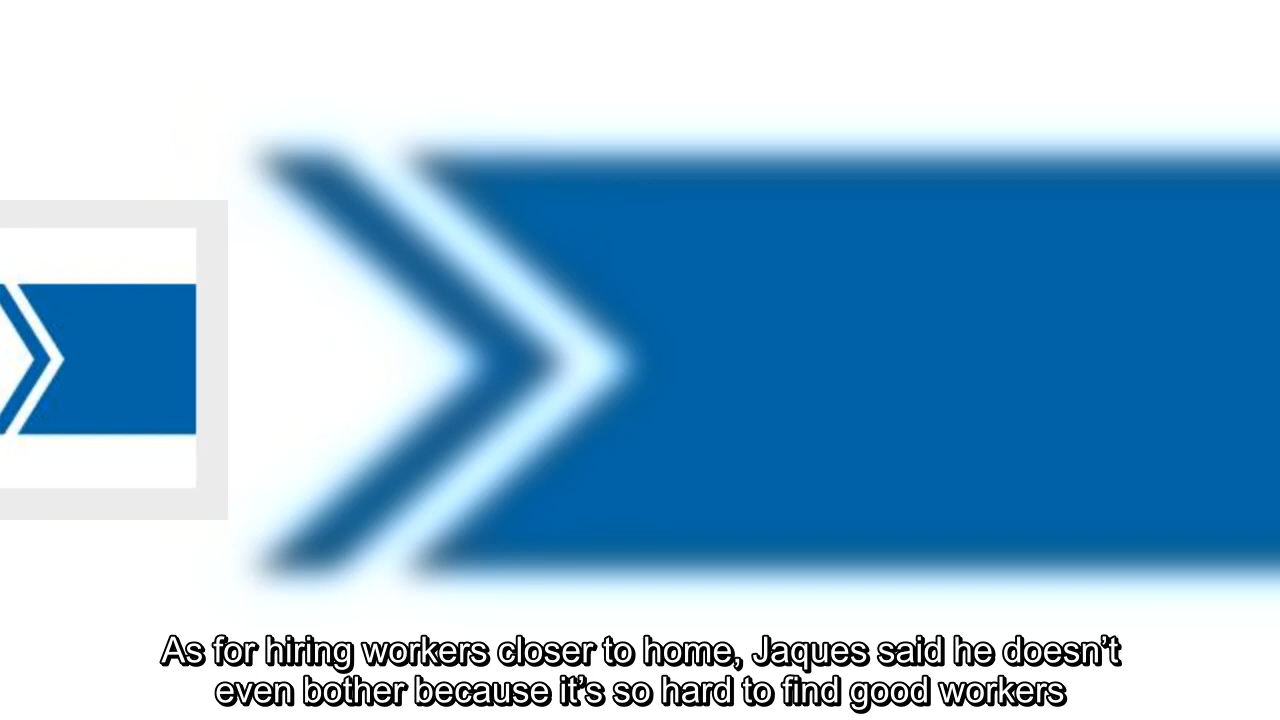 As for hiring workers closer to home, Jaques said he doesn’t
even bother because it’s so hard to find good workers